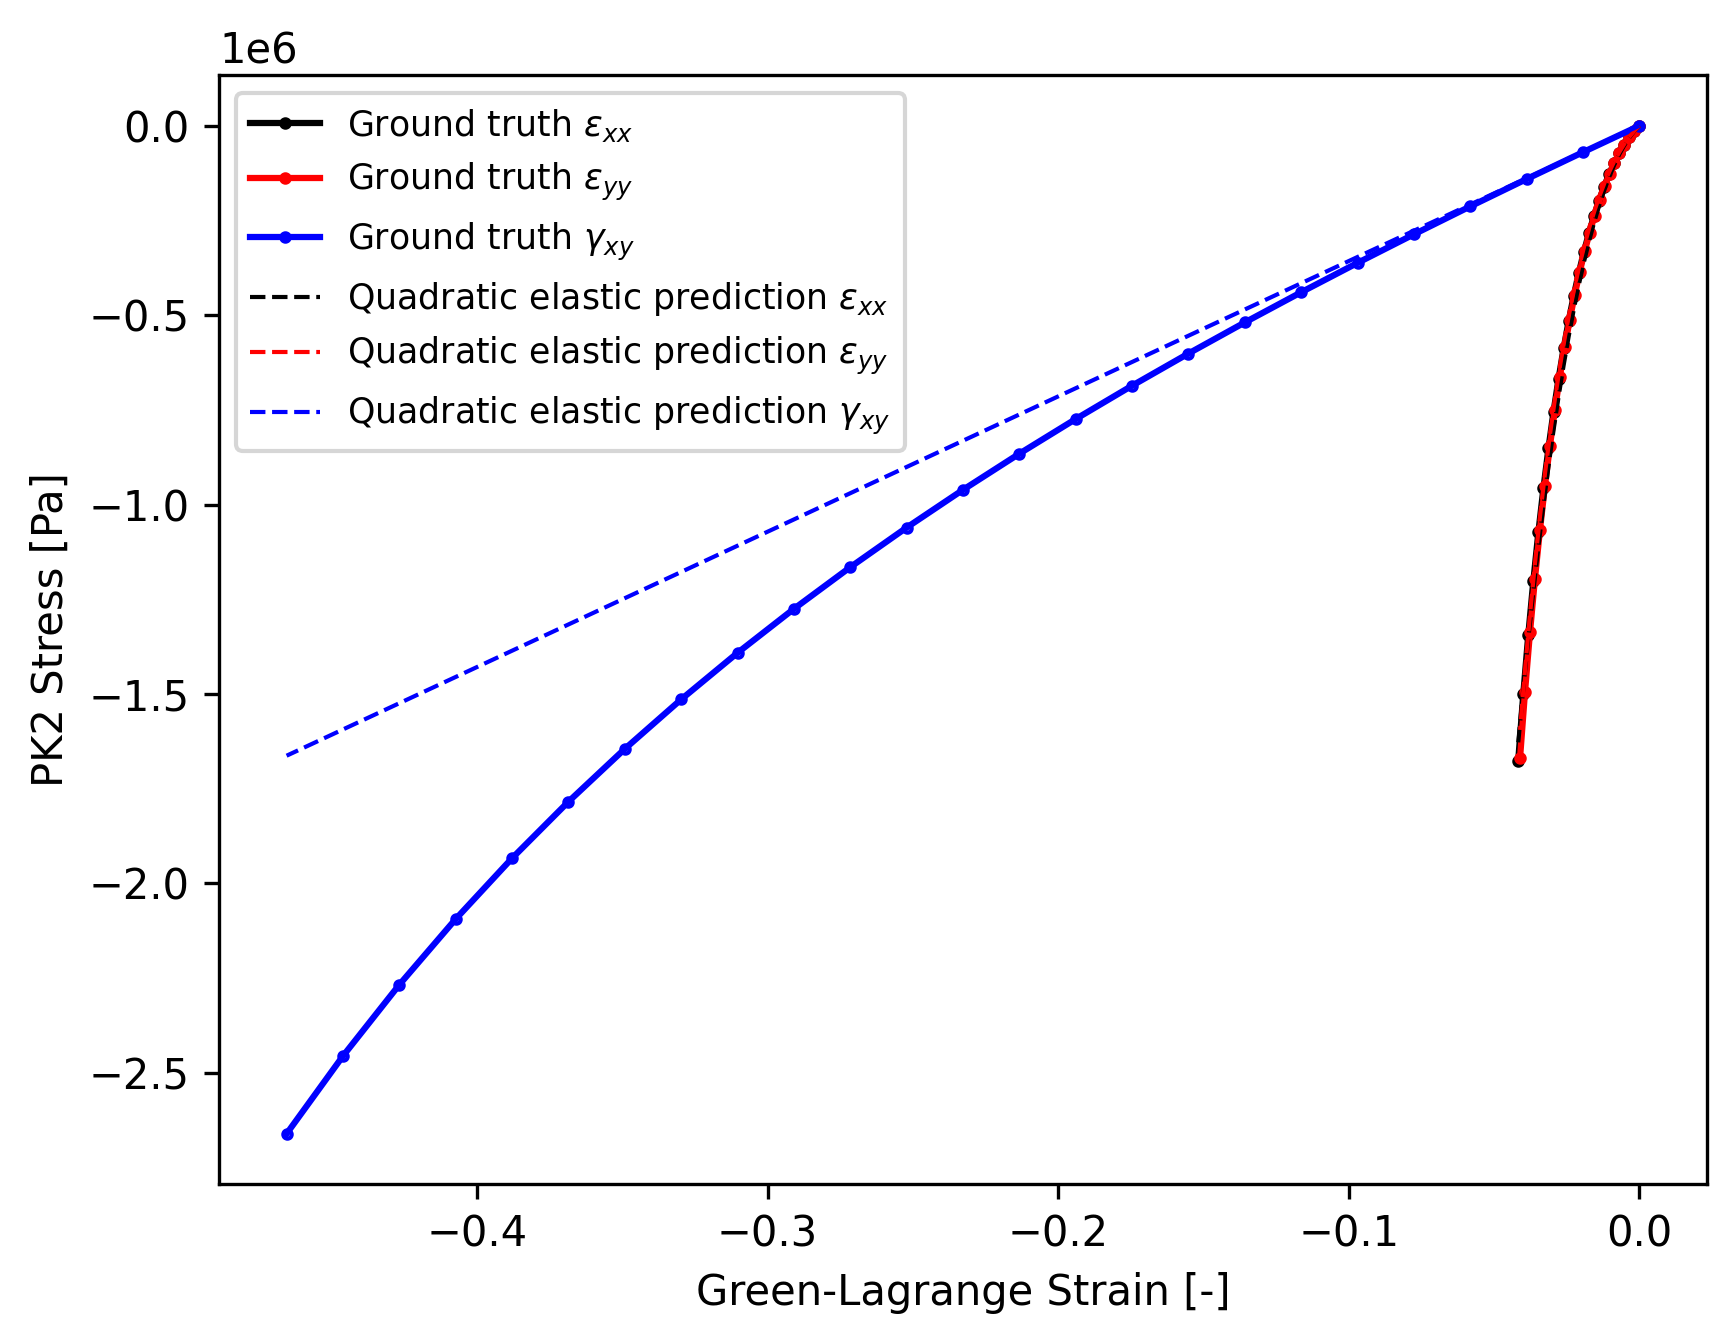 1e6
Ground truth εxx
Ground truth εyy
Ground truth γxy
Quadratic elastic prediction εxx
Quadratic elastic prediction εyy
Quadratic elastic prediction γxy
0.0
−0.5
−1.0
−1.5
−2.0
−2.5
PK2 Stress [Pa]
−0.4 −0.3 −0.2 −0.1 0.0
Green-Lagrange Strain [-]